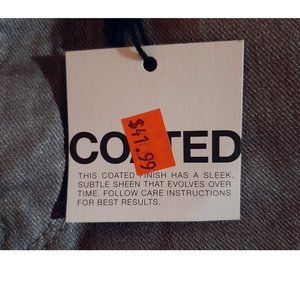 COATED
$41.99
THIS COATED FINISH HAS A SLEEK,
SUBTLE SHEEN THAT EVOLVES OVER
TIME. FOLLOW CARE INSTRUCTIONS
FOR BEST RESULTS.